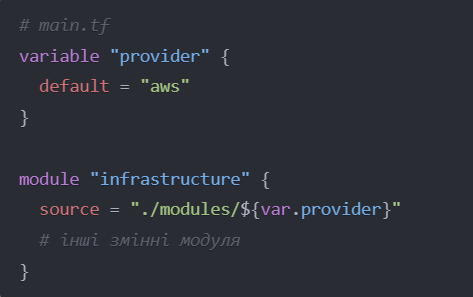 # main.tf
variable "provider" {
  default = "aws"
}

module "infrastructure" {
  source = "./modules/${var.provider}"
  # інші змінні модуля
}